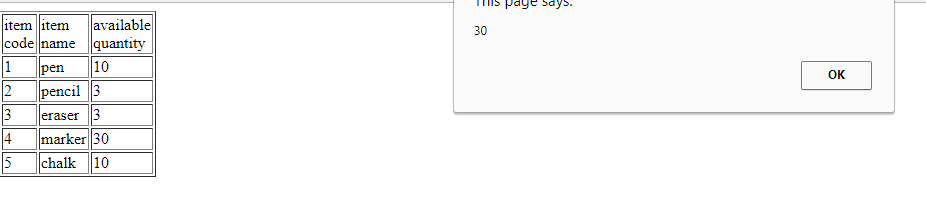 item code item name available quantity
1 pen 10
2 pencil 3
3 eraser 3
4 marker 30
5 chalk 10
This page says:
30
OK